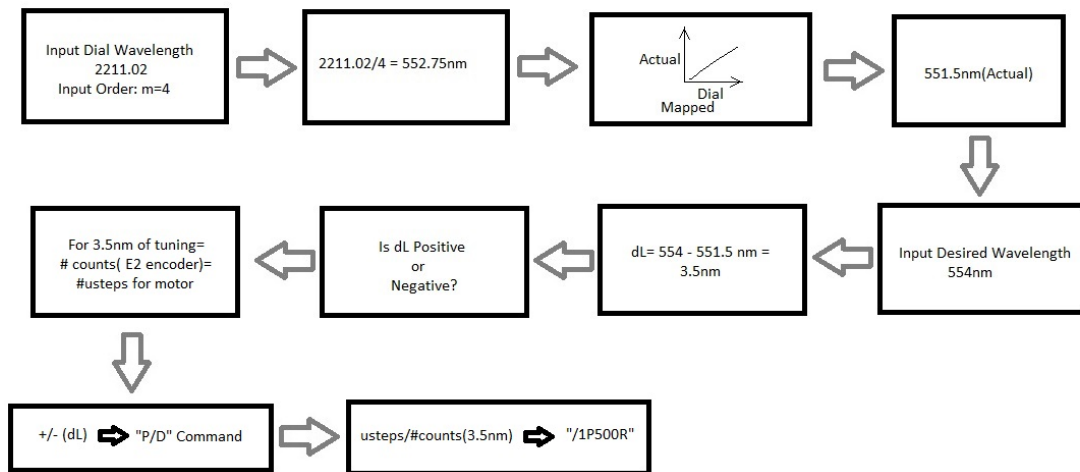 Input Dial Wavelength
2211.02
Input Order: m=4
2211.02/4 = 552.75nm
Actual
Dial
Mapped
551.5nm(Actual)
Input Desired Wavelength
554nm
dL= 554 - 551.5 nm =
3.5nm
Is dL Positive
or
Negative?
For 3.5nm of tuning=
# counts( E2 encoder)=
#usteps for motor
+/- (dL) "P/D" Command
usteps/#counts(3.5nm) "/1P500R"